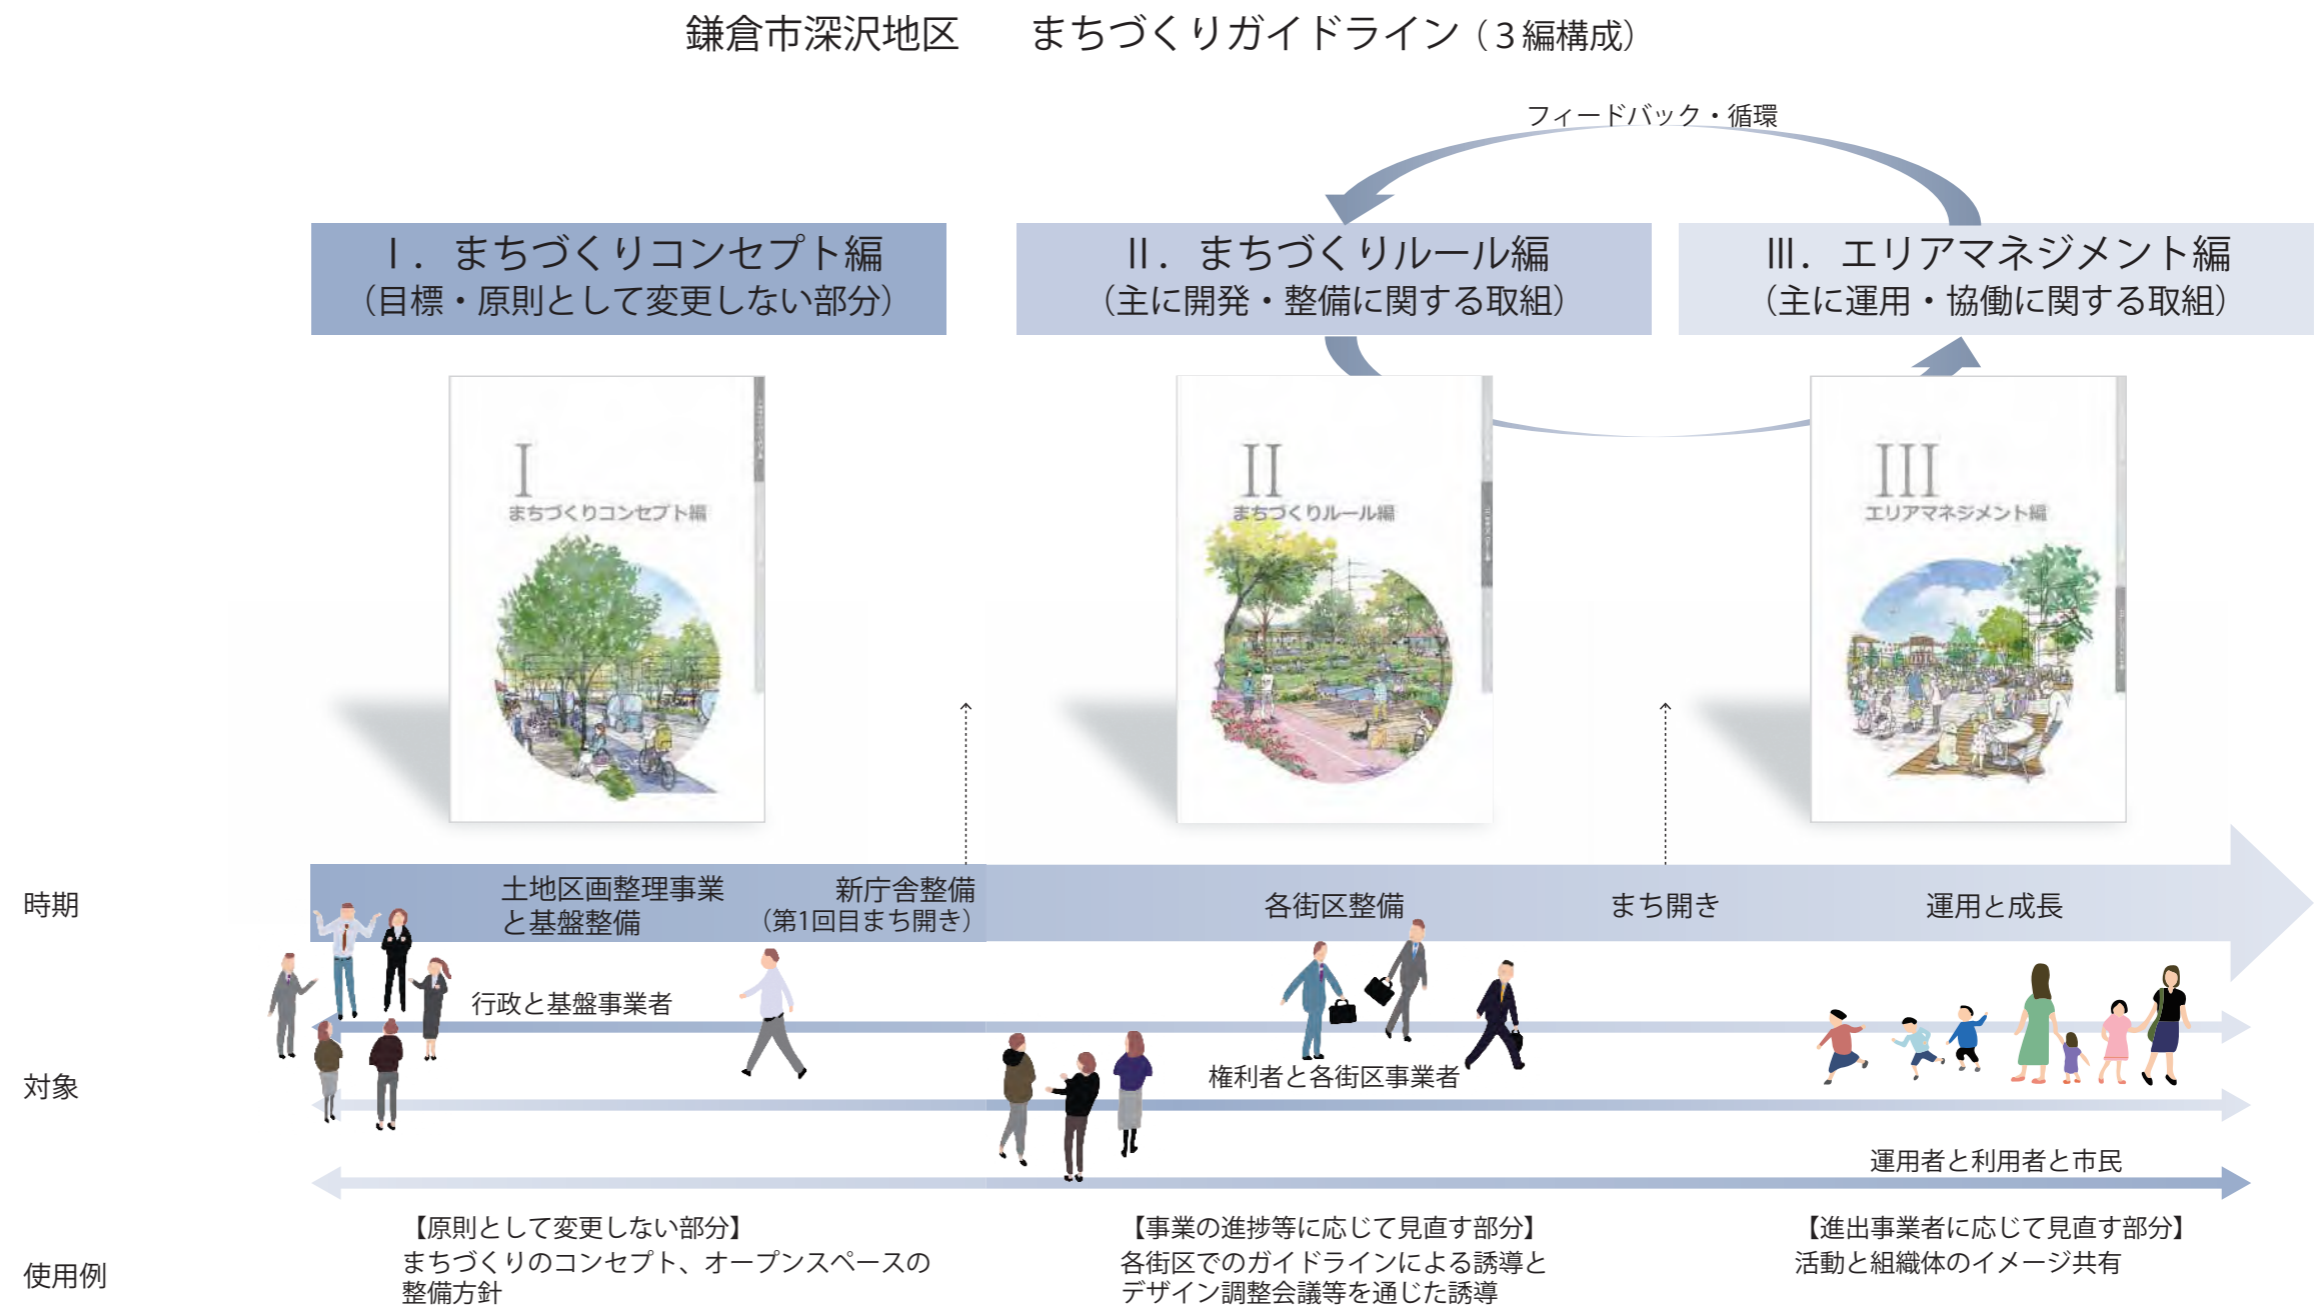 鎌倉市深沢地区　　まちづくりガイドライン（３編構成）
フィードバック・循環
Ⅰ．まちづくりコンセプト編
（目標・原則として変更しない部分）
Ⅱ．まちづくりルール編
（主に開発・整備に関する取組）
Ⅲ．エリアマネジメント編
（主に運用・協働に関する取組）
I
まちづくりコンセプト編
II
まちづくりルール編
III
エリアマネジメント編
時期
土地区画整理事業
と基盤整備
新庁舎整備
（第1回目まち開き）
各街区整備
まち開き
運用と成長
対象
行政と基盤事業者
権利者と各街区事業者
運用者と利用者と市民
使用例
【原則として変更しない部分】
まちづくりのコンセプト、オープンスペースの
整備方針
【事業の進捗等に応じて見直す部分】
各街区でのガイドラインによる誘導と
デザイン調整会議等を通じた誘導
【進出事業者に応じて見直す部分】
活動と組織体のイメージ共有